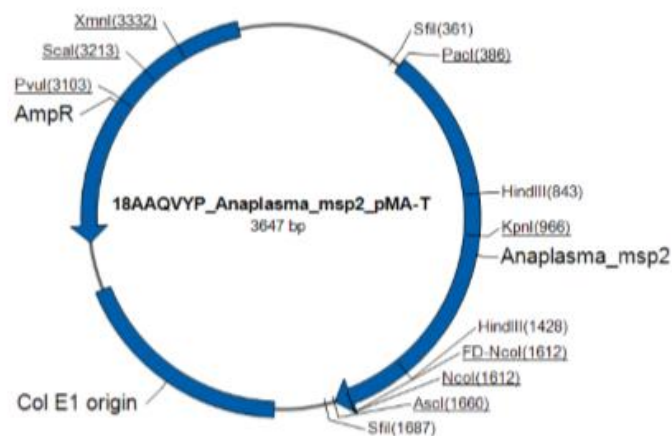 XmnI(3332)
ScaI(3213)
PvuI(3103)
AmpR
SfiI(361)
PacI(386)
18AAQVYP_Anaplasma_msp2_pMA-T
3647 bp
HindIII(843)
KpnI(966)
Anaplasma_msp2
HindIII(1428)
FD-NcoI(1612)
NcoI(1612)
AscI(1660)
SfiI(1687)
Col E1 origin